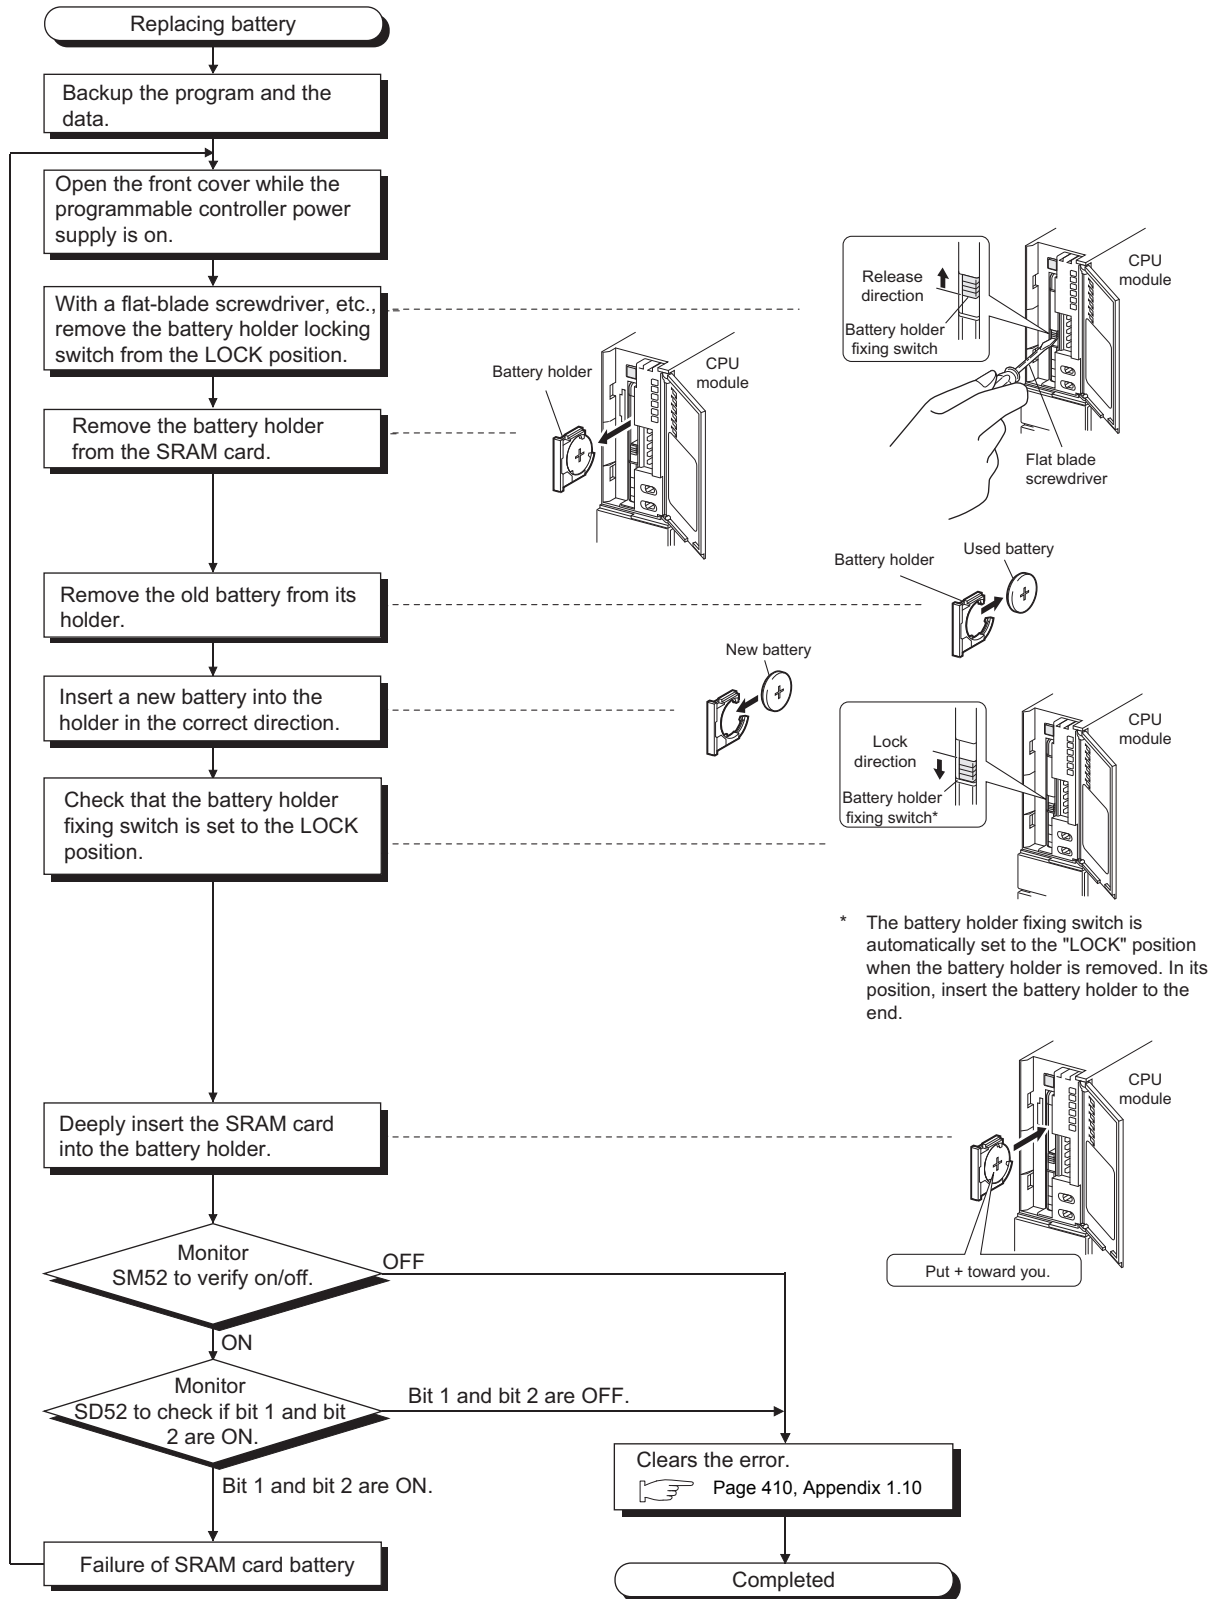 Replacing battery
Backup the program and the
data.
Open the front cover while the
programmable controller power
supply is on.
With a flat-blade screwdriver, etc.,
remove the battery holder locking
switch from the LOCK position.
Release
direction
Battery holder
fixing switch
CPU
module
Flat blade
screwdriver
Remove the battery holder
from the SRAM card.
Battery holder
CPU
module
Remove the old battery from its
holder.
Battery holder
Used battery
Insert a new battery into the
holder in the correct direction.
New battery
Check that the battery holder
fixing switch is set to the LOCK
position.
Lock
direction
Battery holder
fixing switch*
CPU
module
* The battery holder fixing switch is
automatically set to the "LOCK" position
when the battery holder is removed. In its
position, insert the battery holder to the
end.
Deeply insert the SRAM card
into the battery holder.
CPU
module
Put + toward you.
Monitor
SM52 to verify on/off.
OFF
ON
Monitor
SD52 to check if bit 1 and bit
2 are ON.
Bit 1 and bit 2 are OFF.
Bit 1 and bit 2 are ON.
Clears the error.
Page 410, Appendix 1.10
Failure of SRAM card battery
Completed